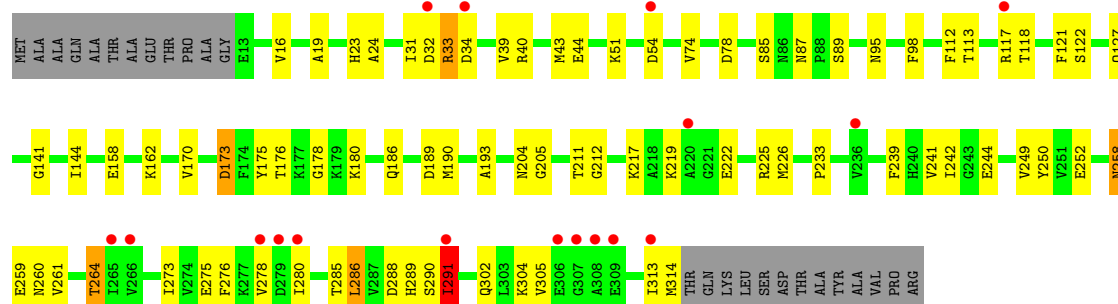 MET ALA ALA GLN ALA THR ALA GLU THR PRO ALA GLY E13 V16 A19 H23 A24 I31 D32 R33 D34 V39 R40 M43 E44 K51 D54 V74 D78 S85 N86 N87 P88 S89 N95 F98 F112 T113 R117 T118 F121 S122
G141 I144 E158 K162 V170 D173 F174 Y175 T176 K177 G178 K179 K180 Q186 D189 M190 A193 N204 G205 T211 G212 K217 A218 K219 A220 G221 E222 R225 M226 P233 V236 F239 H240 V241 I242 G243 E244 V249 Y250 V251 E252 N258
E259 N260 V261 T264 I265 V266 I273 V274 E275 F276 K277 V278 D279 I280 T285 L286 V287 D288 H289 S290 I291 Q302 L303 K304 V305 E306 G307 A308 E309 I313 M314 THR GLN LYS LEU SER ASP THR ALA TYR ALA VAL PRO ARG